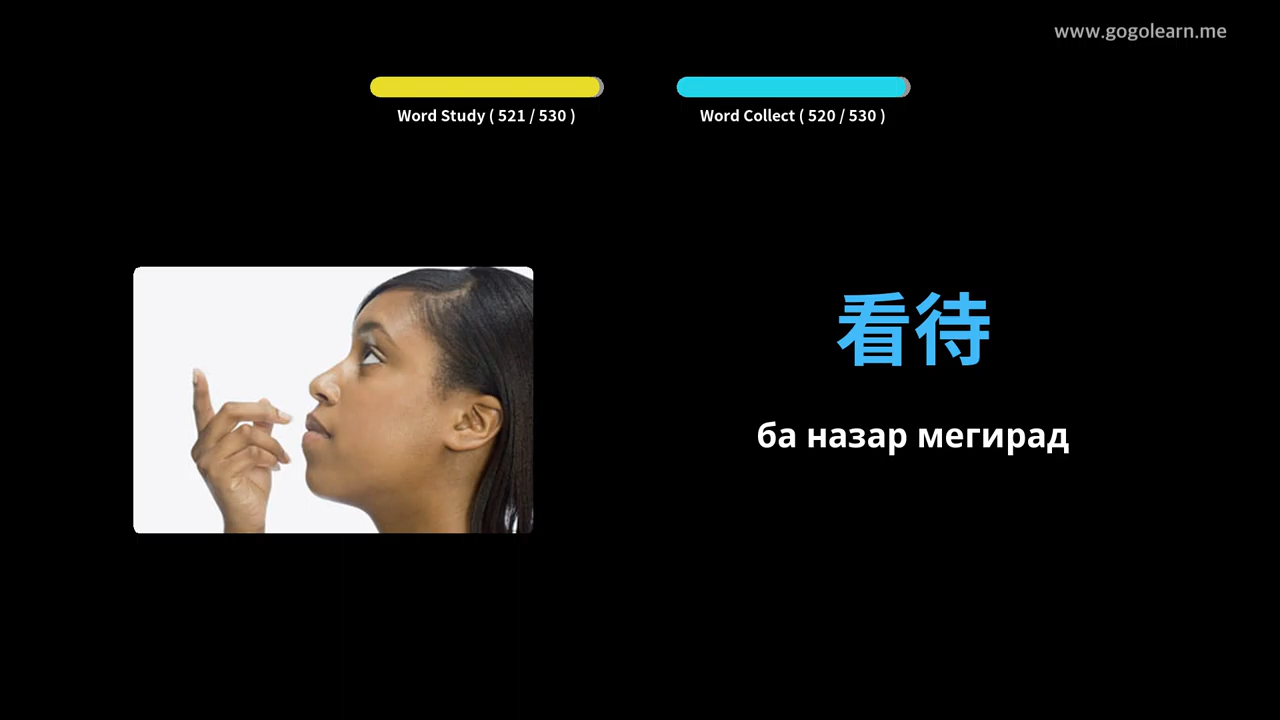 www.gogolearn.me
Word Study ( 521 / 530 )
Word Collect ( 520 / 530 )
看待
ба назар мегирад